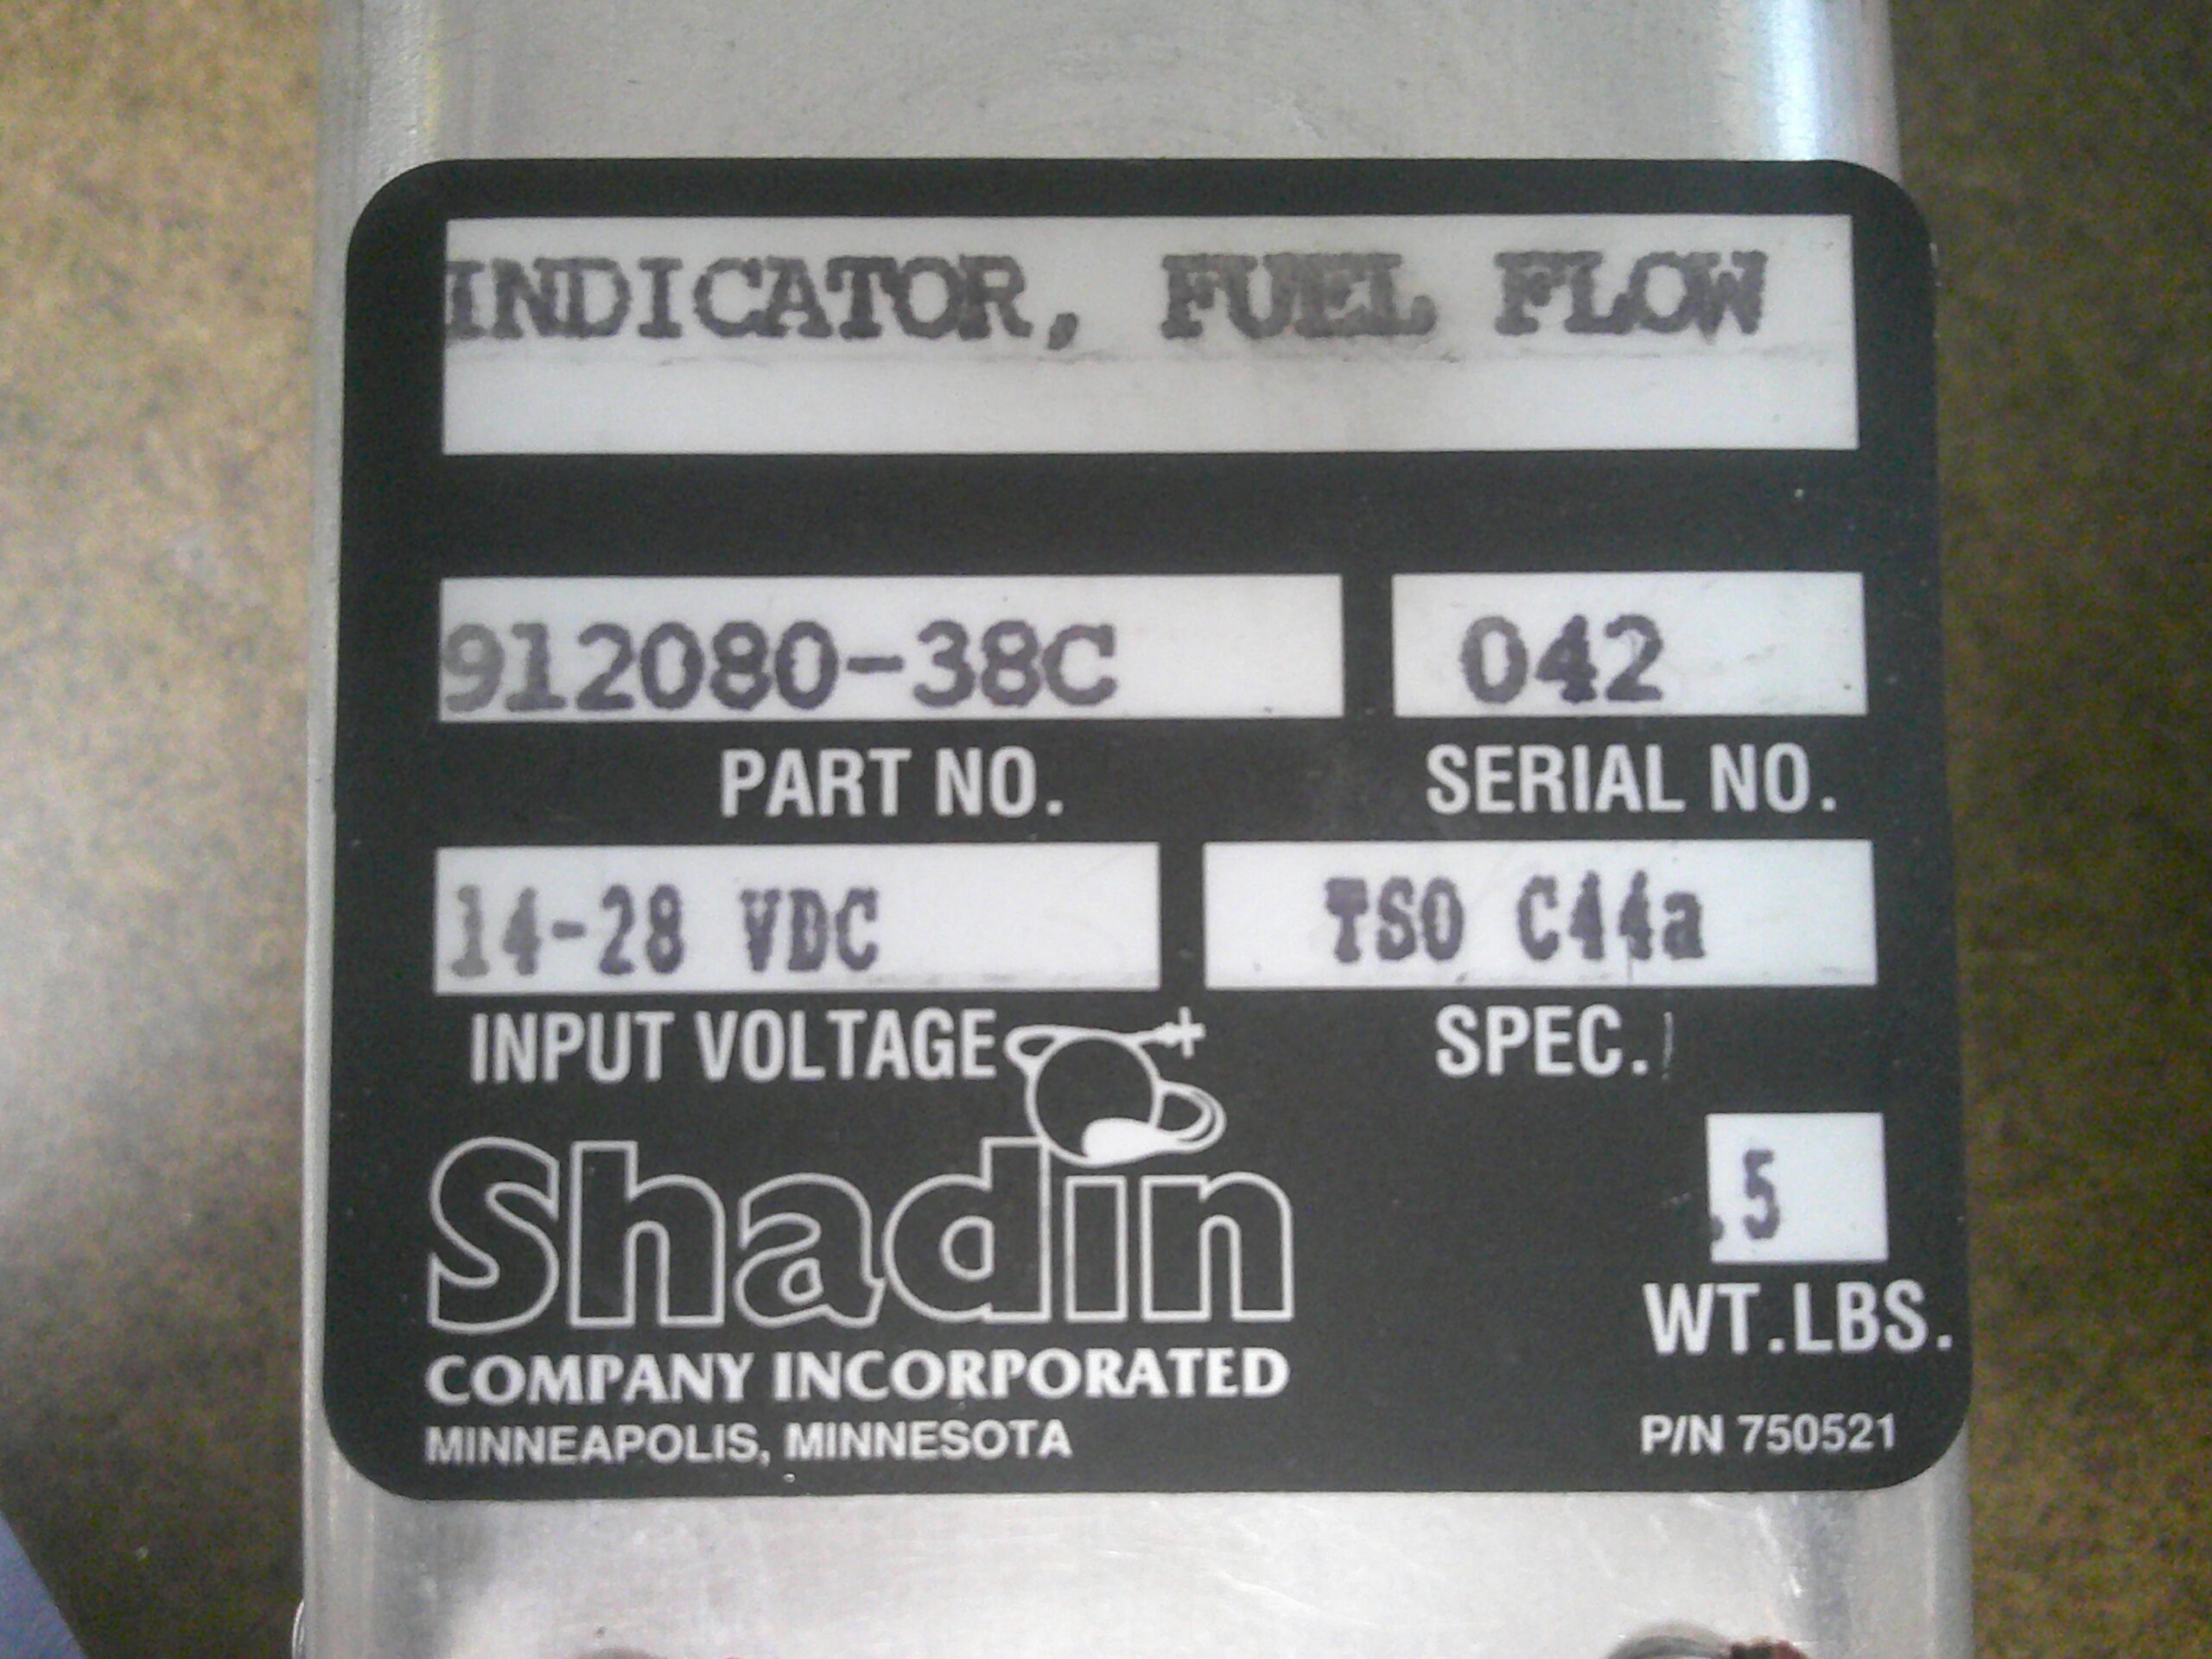 INDICATOR, FUEL FLOW
912080-38C 042
PART NO. SERIAL NO.
14-28 VDC TSO C44a
INPUT VOLTAGE SPEC.
Shadin
.5
WT.LBS.
COMPANY INCORPORATED
MINNEAPOLIS, MINNESOTA P/N 750521